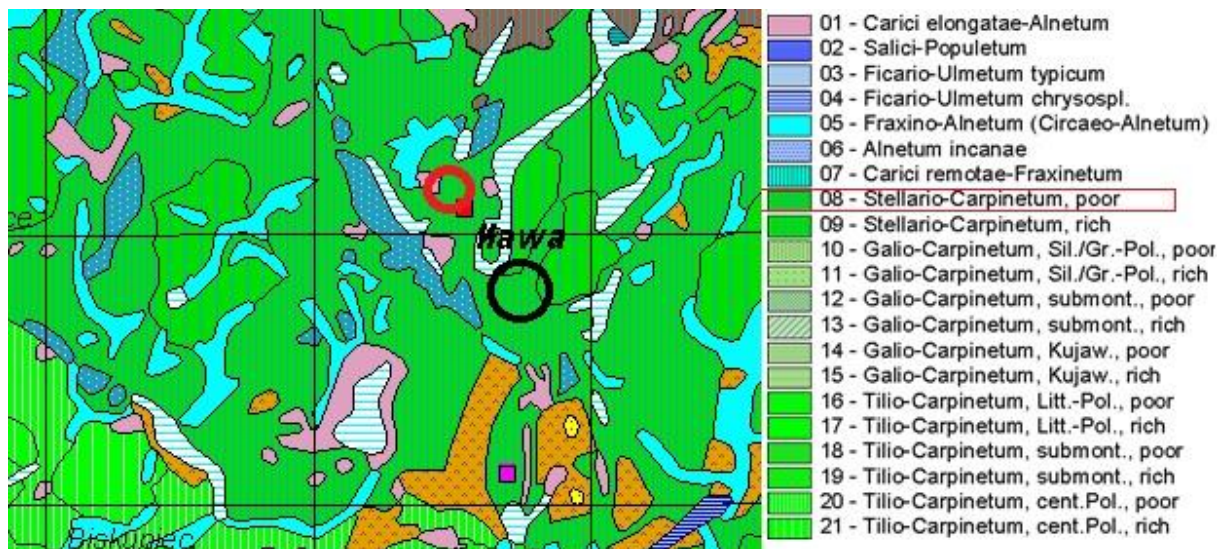 Iława
Biskupiec
01 - Carici elongatae-Alnetum
02 - Salici-Populetum
03 - Ficario-Ulmetum typicum
04 - Ficario-Ulmetum chrysospl.
05 - Fraxino-Alnetum (Circaeo-Alnetum)
06 - Alnetum incanae
07 - Carici remotae-Fraxinetum
08 - Stellario-Carpinetum, poor
09 - Stellario-Carpinetum, rich
10 - Galio-Carpinetum, Sil./Gr.-Pol., poor
11 - Galio-Carpinetum, Sil./Gr.-Pol., rich
12 - Galio-Carpinetum, submont., poor
13 - Galio-Carpinetum, submont., rich
14 - Galio-Carpinetum, Kujaw., poor
15 - Galio-Carpinetum, Kujaw., rich
16 - Tilio-Carpinetum, Litt.-Pol., poor
17 - Tilio-Carpinetum, Litt.-Pol., rich
18 - Tilio-Carpinetum, submont., poor
19 - Tilio-Carpinetum, submont., rich
20 - Tilio-Carpinetum, cent.Pol., poor
21 - Tilio-Carpinetum, cent.Pol., rich